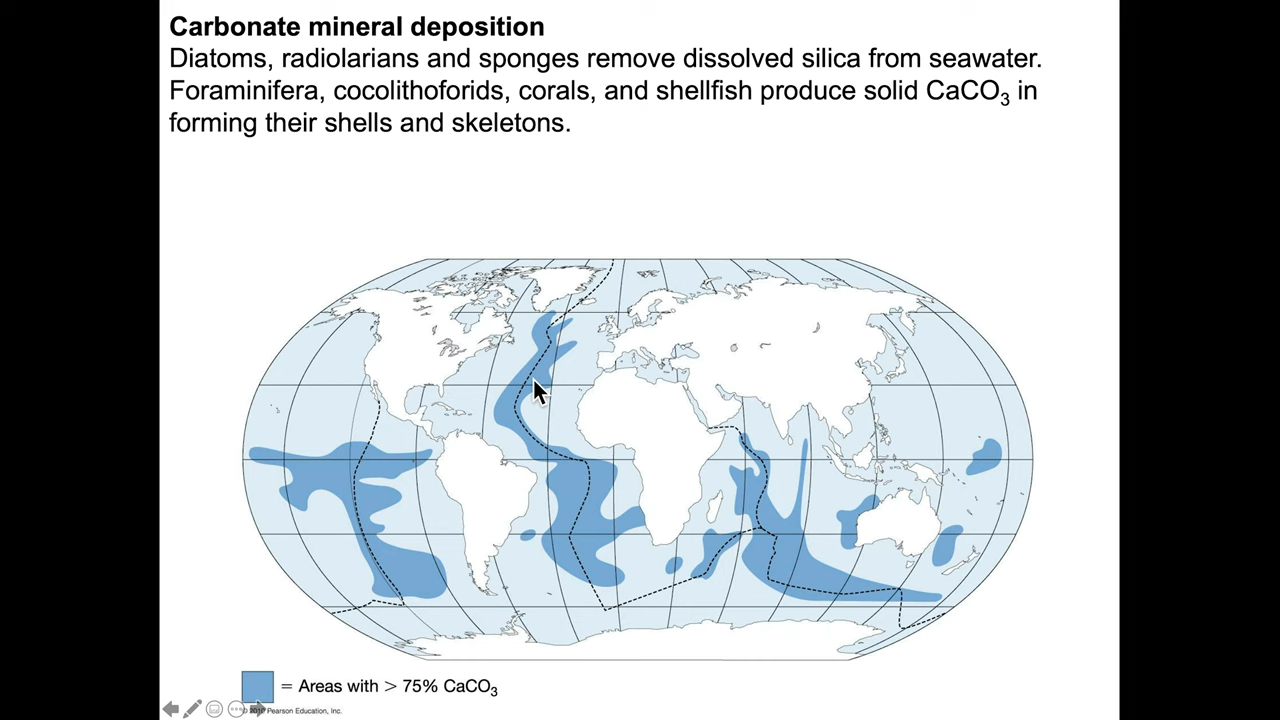 Carbonate mineral deposition
Diatoms, radiolarians and sponges remove dissolved silica from seawater.
Foraminifera, cocolithoforids, corals, and shellfish produce solid CaCO₃ in
forming their shells and skeletons.
= Areas with > 75% CaCO₃
Pearson Education, Inc.